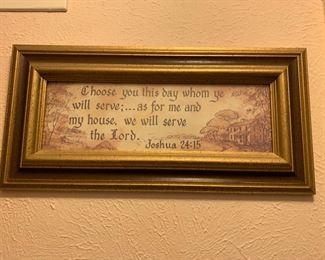 Choose you this day whom ye
will serve;...as for me and
my house, we will serve
the Lord.
Joshua 24:15